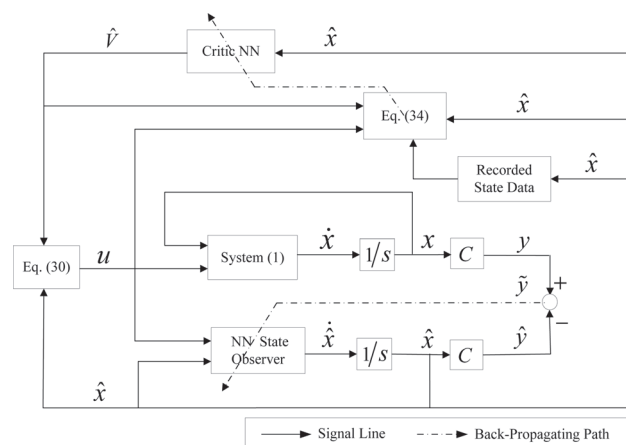 V̂
Critic NN
x̂
Eq. (34)
x̂
Recorded
State Data
x̂
Eq. (30)
u
System (1)
ẋ
1/s
x
C
y
ỹ
+
−
NN State
Observer
x̂̇
1/s
x̂
C
ŷ
x̂
Signal Line
Back-Propagating Path